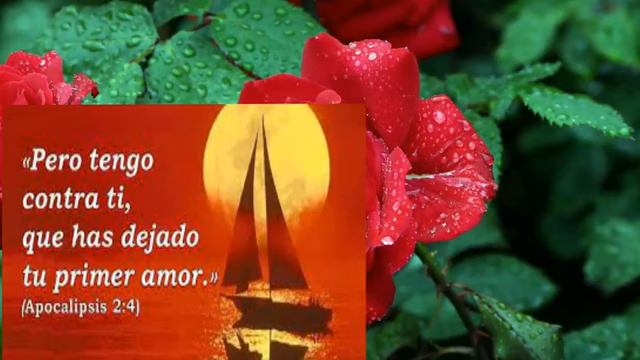 «Pero tengo
contra ti,
que has dejado
tu primer amor.»
(Apocalipsis 2:4)